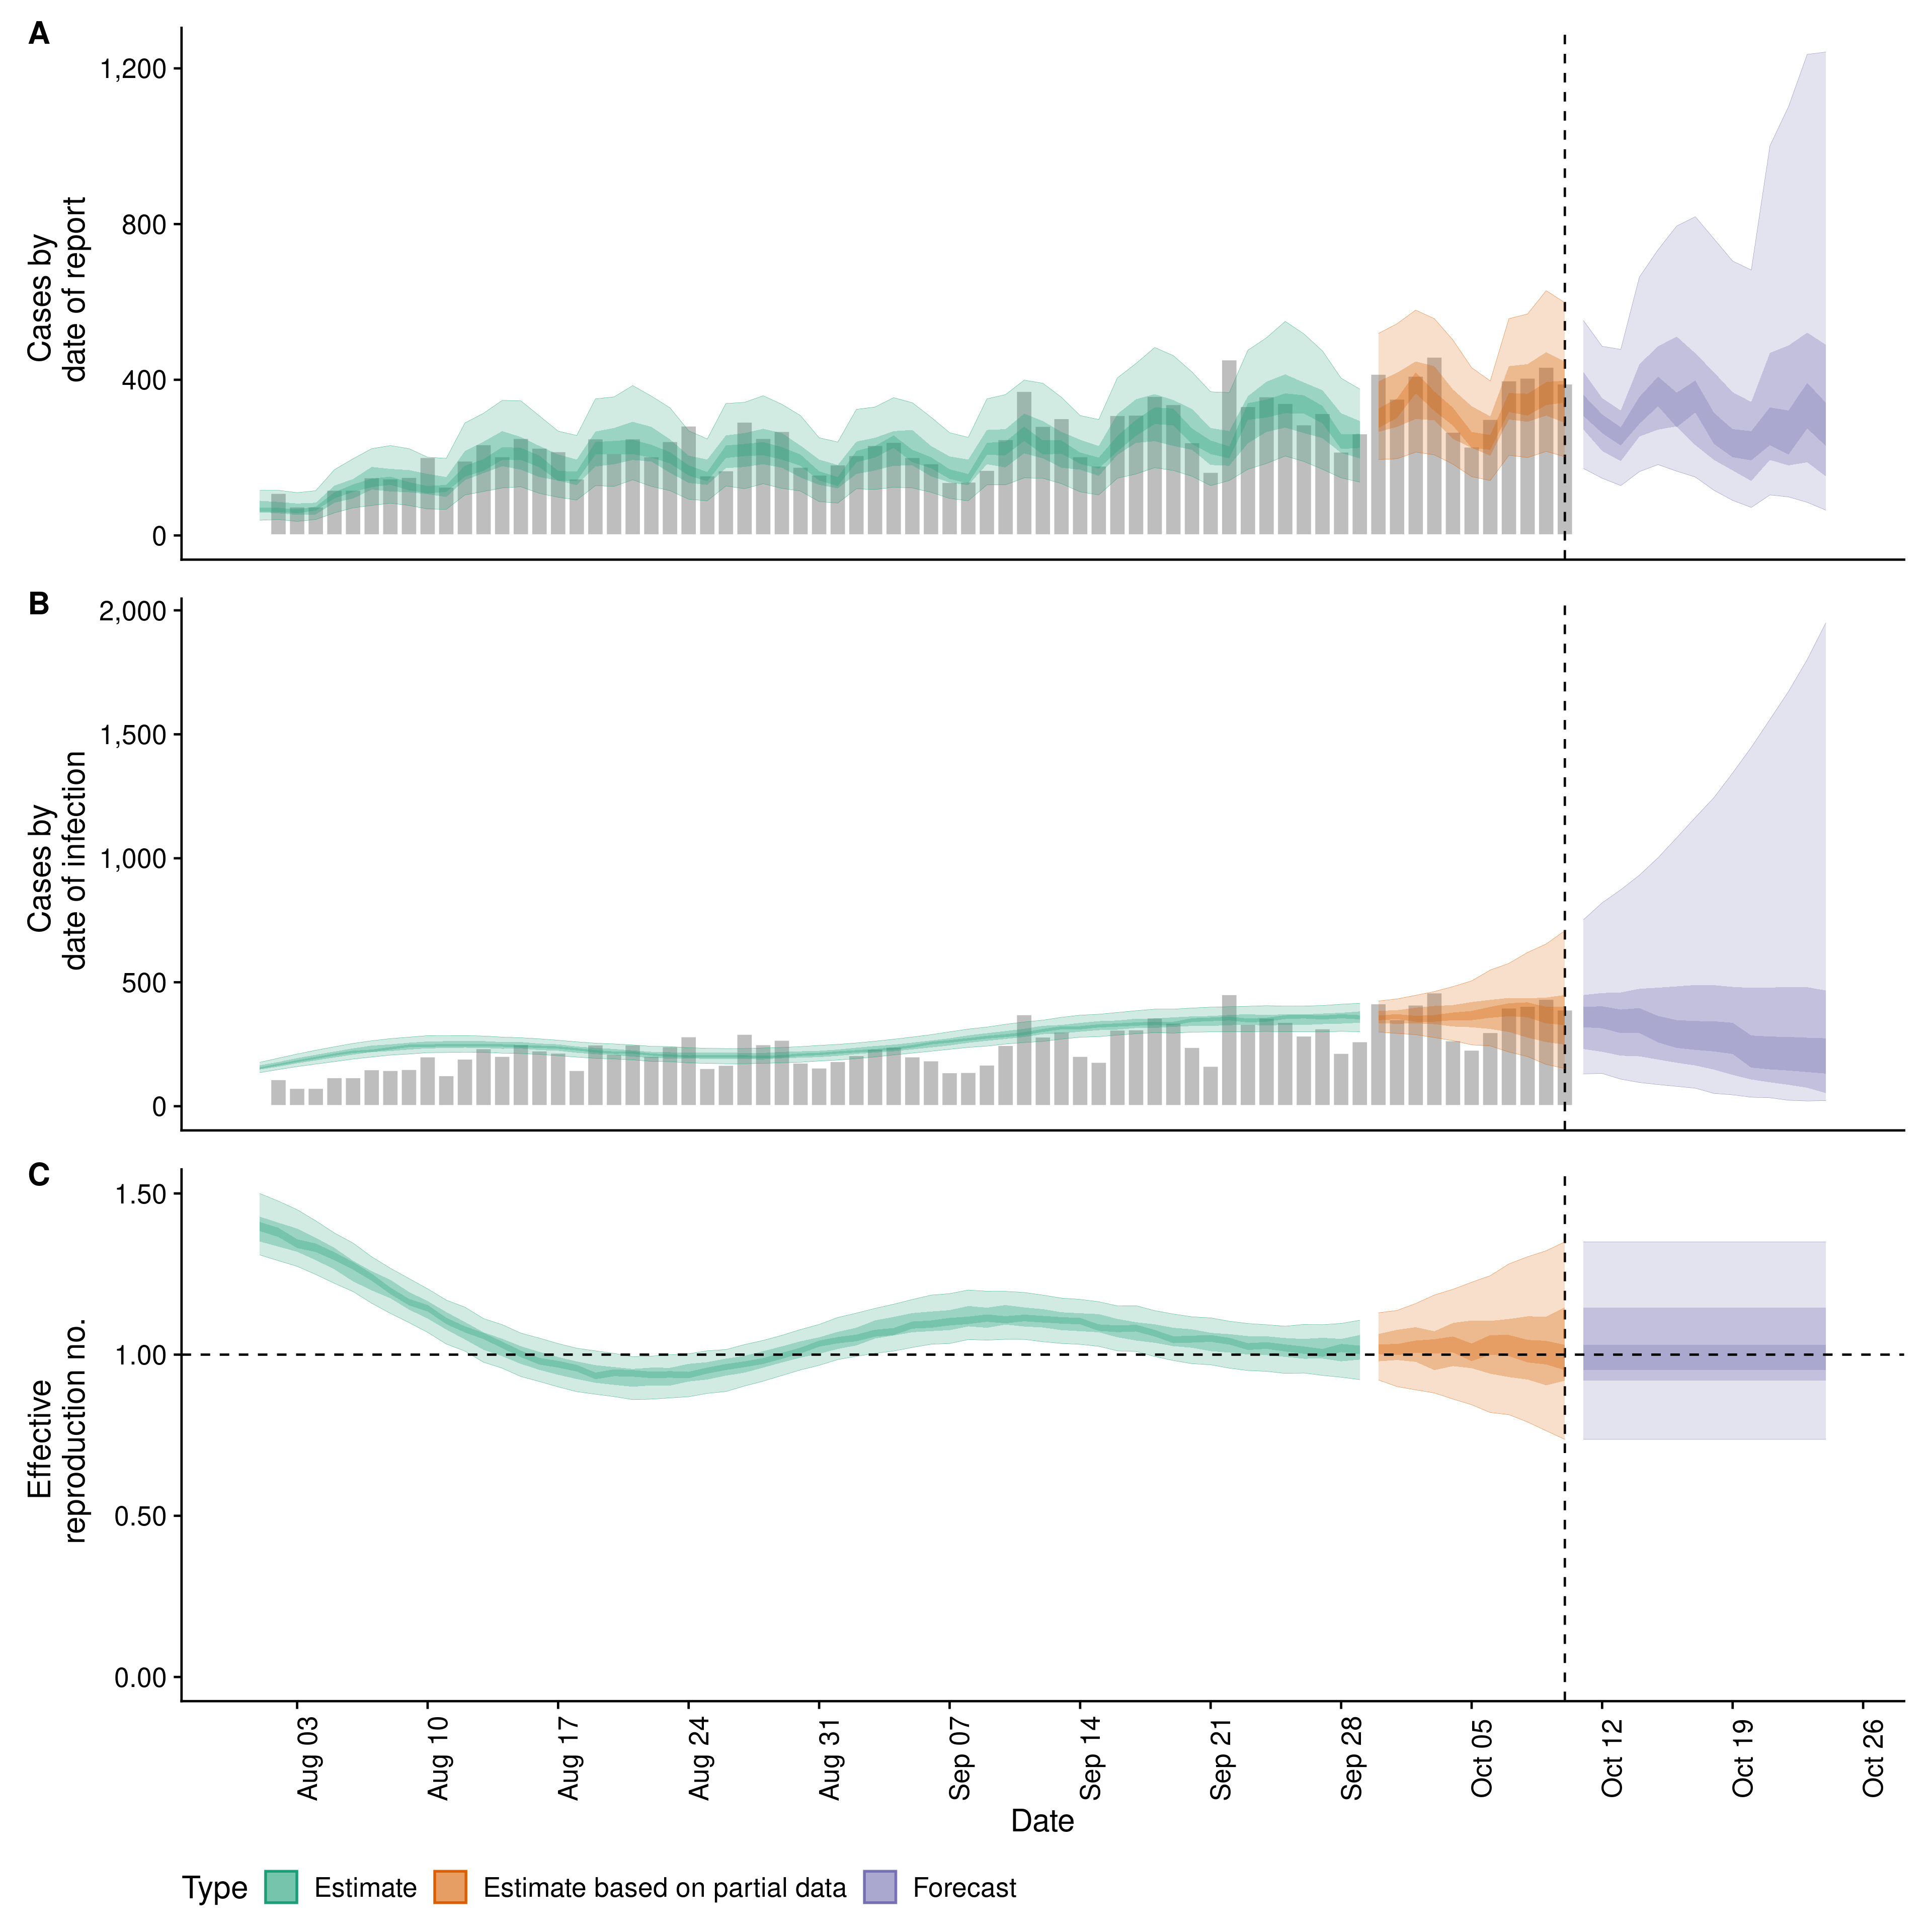 A
Cases by
date of report
1,200
800
400
0
B
Cases by
date of infection
2,000
1,500
1,000
500
0
C
Effective
reproduction no.
1.50
1.00
0.50
0.00
Aug 03
Aug 10
Aug 17
Aug 24
Aug 31
Sep 07
Sep 14
Sep 21
Sep 28
Oct 05
Oct 12
Oct 19
Oct 26
Date
Type Estimate Estimate based on partial data Forecast